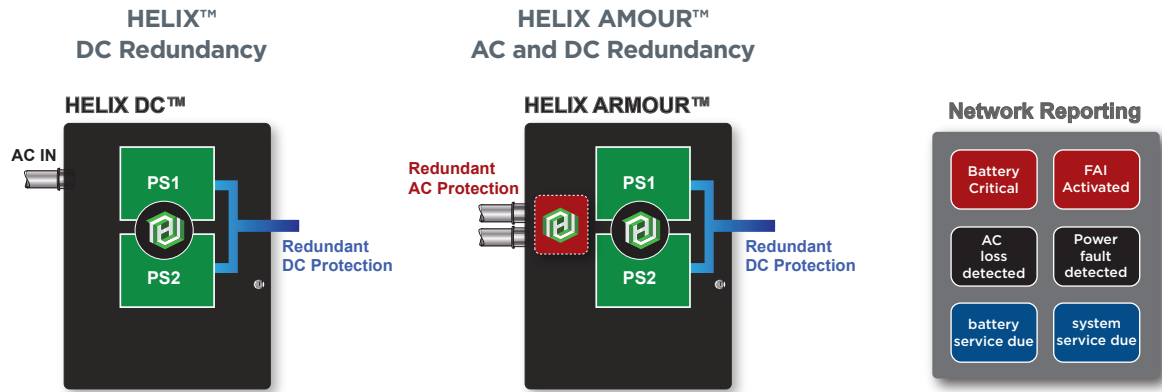 HELIX™
DC Redundancy
HELIX DC™
AC IN
PS1
PS2
Redundant
DC Protection
HELIX AMOUR™
AC and DC Redundancy
HELIX ARMOUR™
Redundant
AC Protection
PS1
PS2
Redundant
DC Protection
Network Reporting
Battery
Critical
FAI
Activated
AC
loss
detected
Power
fault
detected
battery
service due
system
service due